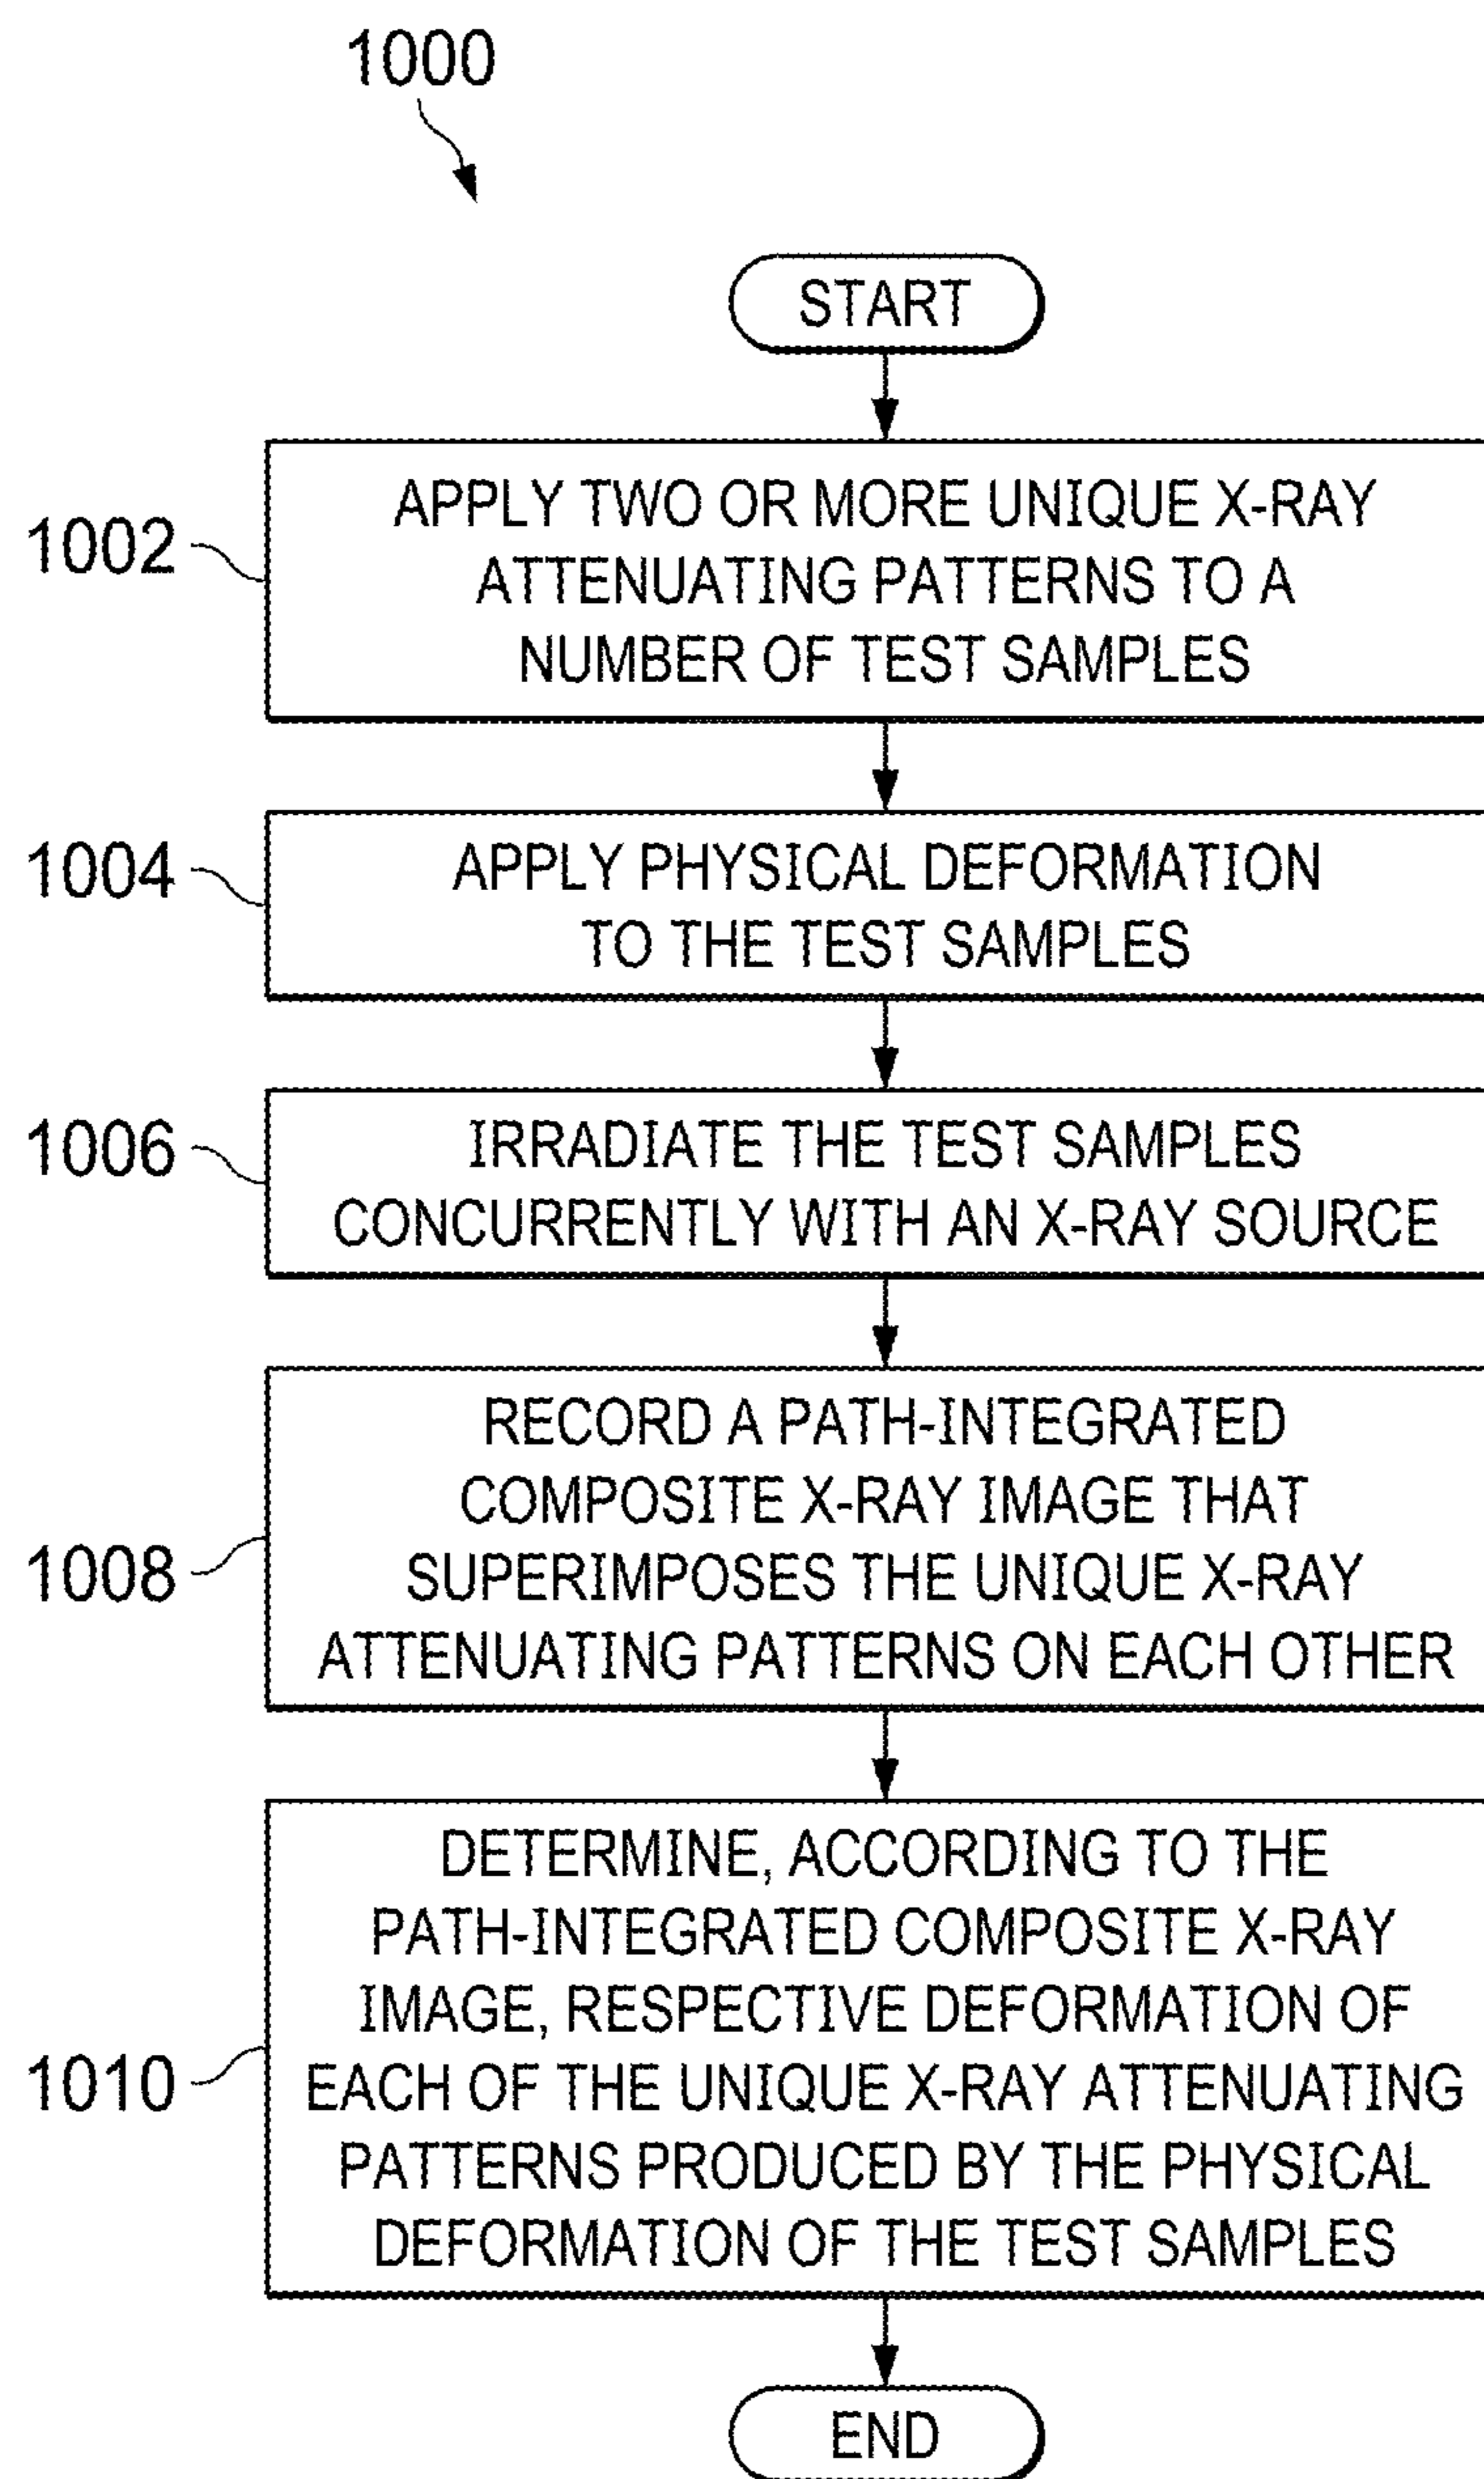 1000
START
1002
APPLY TWO OR MORE UNIQUE X-RAY
ATTENUATING PATTERNS TO A
NUMBER OF TEST SAMPLES
1004
APPLY PHYSICAL DEFORMATION
TO THE TEST SAMPLES
1006
IRRADIATE THE TEST SAMPLES
CONCURRENTLY WITH AN X-RAY SOURCE
1008
RECORD A PATH-INTEGRATED
COMPOSITE X-RAY IMAGE THAT
SUPERIMPOSES THE UNIQUE X-RAY
ATTENUATING PATTERNS ON EACH OTHER
1010
DETERMINE, ACCORDING TO THE
PATH-INTEGRATED COMPOSITE X-RAY
IMAGE, RESPECTIVE DEFORMATION OF
EACH OF THE UNIQUE X-RAY ATTENUATING
PATTERNS PRODUCED BY THE PHYSICAL
DEFORMATION OF THE TEST SAMPLES
END